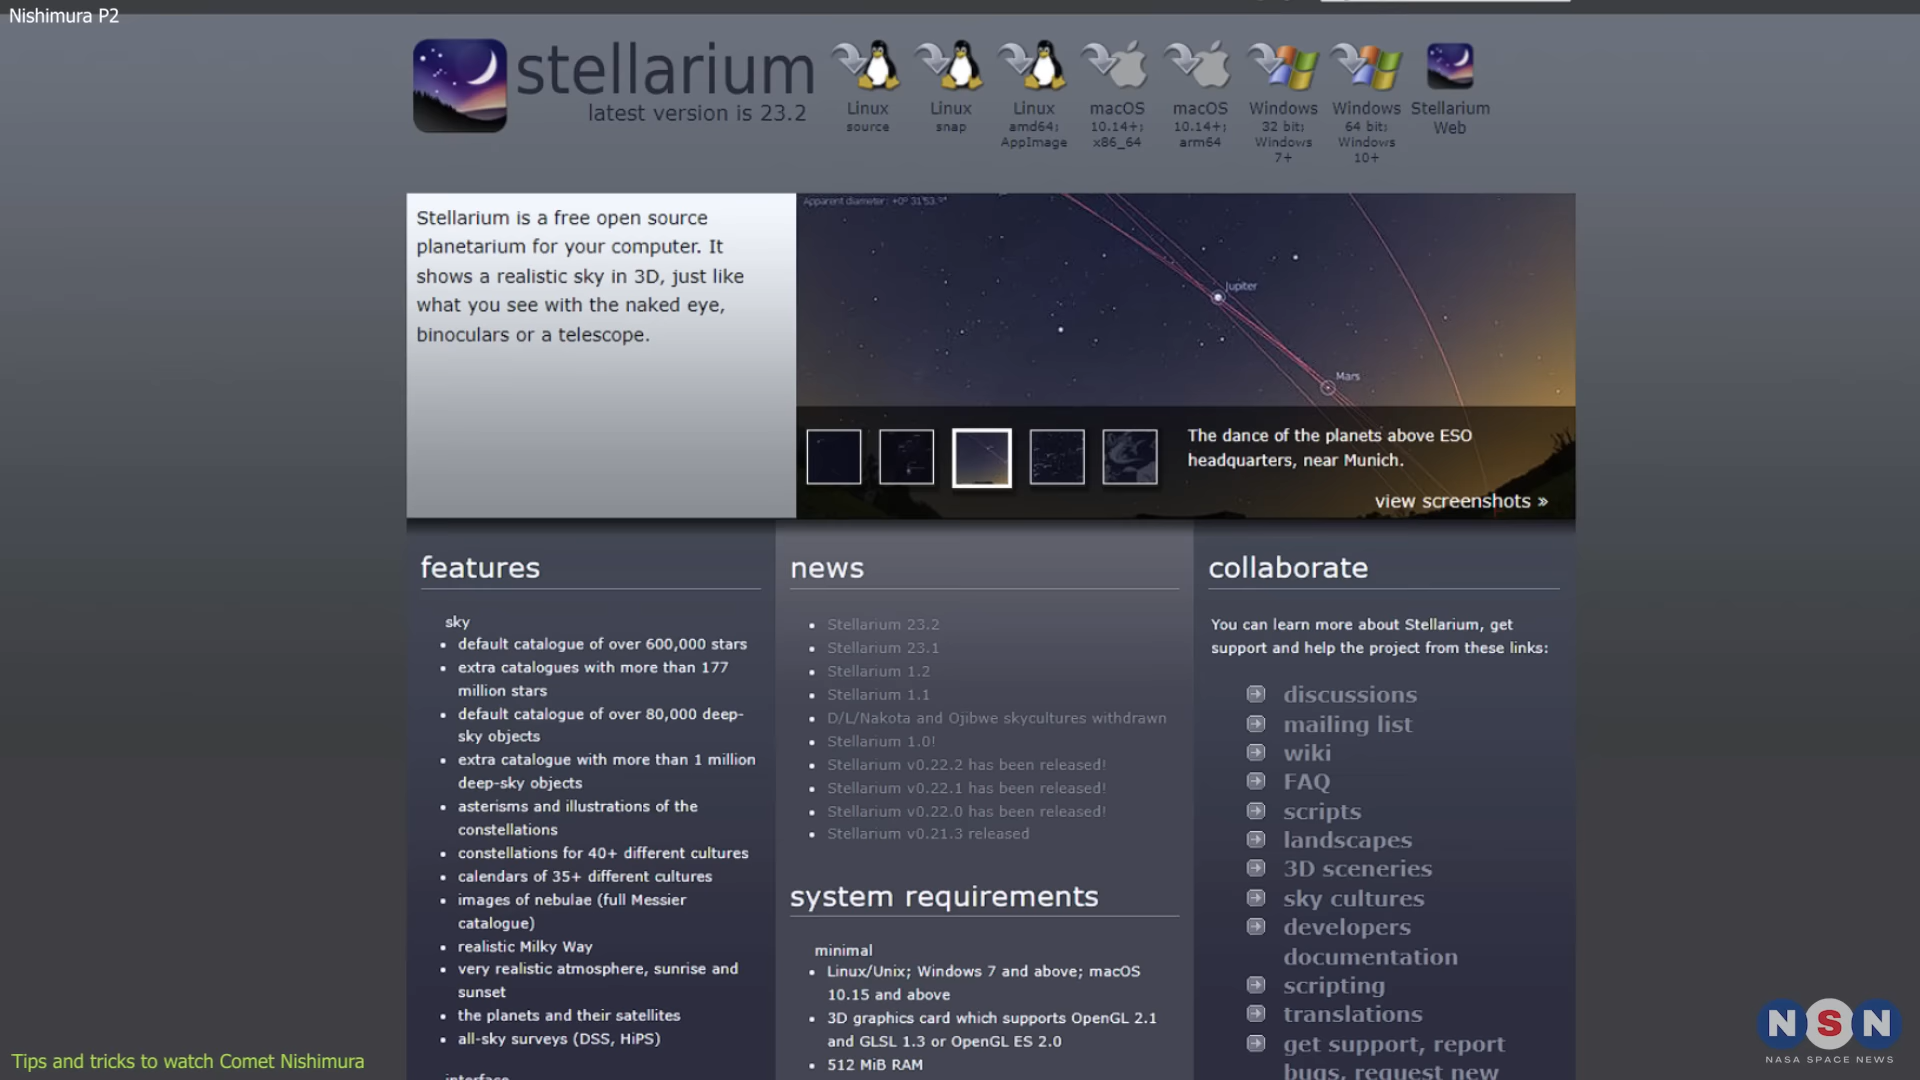 Nishimura P2
stellarium
latest version is 23.2
Linux
source
Linux
snap
Linux
amd64;
AppImage
macOS
10.14+;
x86_64
macOS
10.14+;
arm64
Windows
32 bit;
Windows
7+
Windows
64 bit;
Windows
10+
Stellarium
Web
Stellarium is a free open source
planetarium for your computer. It
shows a realistic sky in 3D, just like
what you see with the naked eye,
binoculars or a telescope.
Apparent diameter: +0° 31'53.9"
Jupiter
Mars
The dance of the planets above ESO
headquarters, near Munich.
view screenshots »
features
sky
default catalogue of over 600,000 stars
extra catalogues with more than 177
million stars
default catalogue of over 80,000 deep-
sky objects
extra catalogue with more than 1 million
deep-sky objects
asterisms and illustrations of the
constellations
constellations for 40+ different cultures
calendars of 35+ different cultures
images of nebulae (full Messier
catalogue)
realistic Milky Way
very realistic atmosphere, sunrise and
sunset
the planets and their satellites
all-sky surveys (DSS, HiPS)
interface
news
Stellarium 23.2
Stellarium 23.1
Stellarium 1.2
Stellarium 1.1
D/L/Nakota and Ojibwe skycultures withdrawn
Stellarium 1.0!
Stellarium v0.22.2 has been released!
Stellarium v0.22.1 has been released!
Stellarium v0.22.0 has been released!
Stellarium v0.21.3 released
system requirements
minimal
Linux/Unix; Windows 7 and above; macOS
10.15 and above
3D graphics card which supports OpenGL 2.1
and GLSL 1.3 or OpenGL ES 2.0
512 MiB RAM
collaborate
You can learn more about Stellarium, get
support and help the project from these links:
discussions
mailing list
wiki
FAQ
scripts
landscapes
3D sceneries
sky cultures
developers
documentation
scripting
translations
get support, report
bugs, request new
Tips and tricks to watch Comet Nishimura
NSN
NASA SPACE NEWS